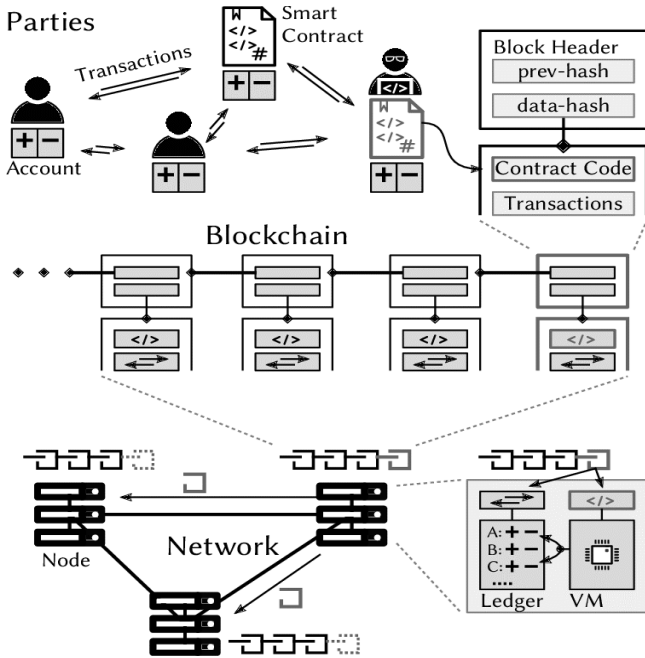 Parties
Smart
Contract
Transactions
W
</>
</>
#
+ −
</>
W
</>
</>
#
+ −
+ −
+ −
Account
Block Header
prev-hash
data-hash
Contract Code
Transactions
Blockchain
</>
</>
</>
</>
Network
Node
</>
A: + −
B: + −
C: + −
....
Ledger
VM